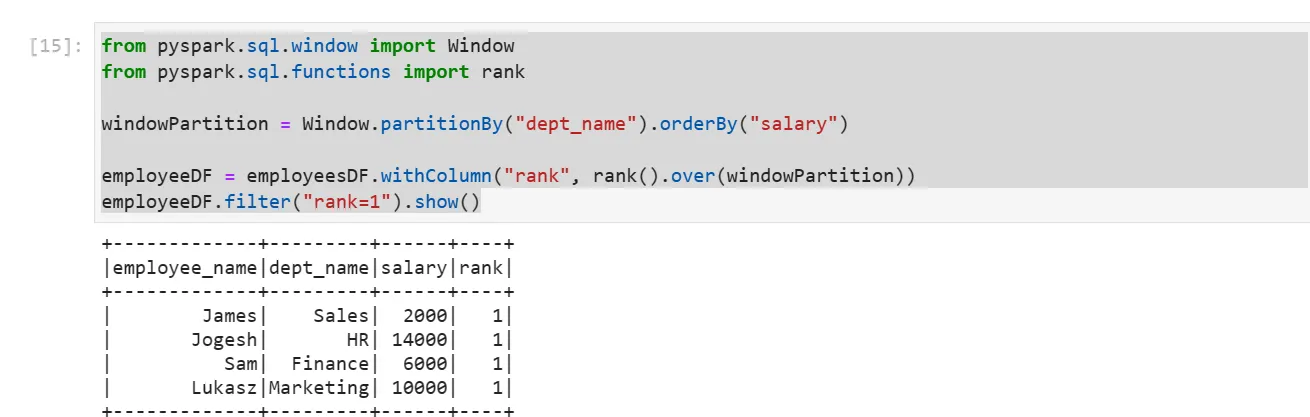 [15]:
from pyspark.sql.window import Window
from pyspark.sql.functions import rank
windowPartition = Window.partitionBy("dept_name").orderBy("salary")
employeeDF = employeesDF.withColumn("rank", rank().over(windowPartition))
employeeDF.filter("rank=1").show()
+-------------+---------+------+----+
|employee_name|dept_name|salary|rank|
+-------------+---------+------+----+
|        James|    Sales|  2000|   1|
|       Jogesh|       HR| 14000|   1|
|          Sam|  Finance|  6000|   1|
|       Lukasz|Marketing| 10000|   1|
+-------------+---------+------+----+